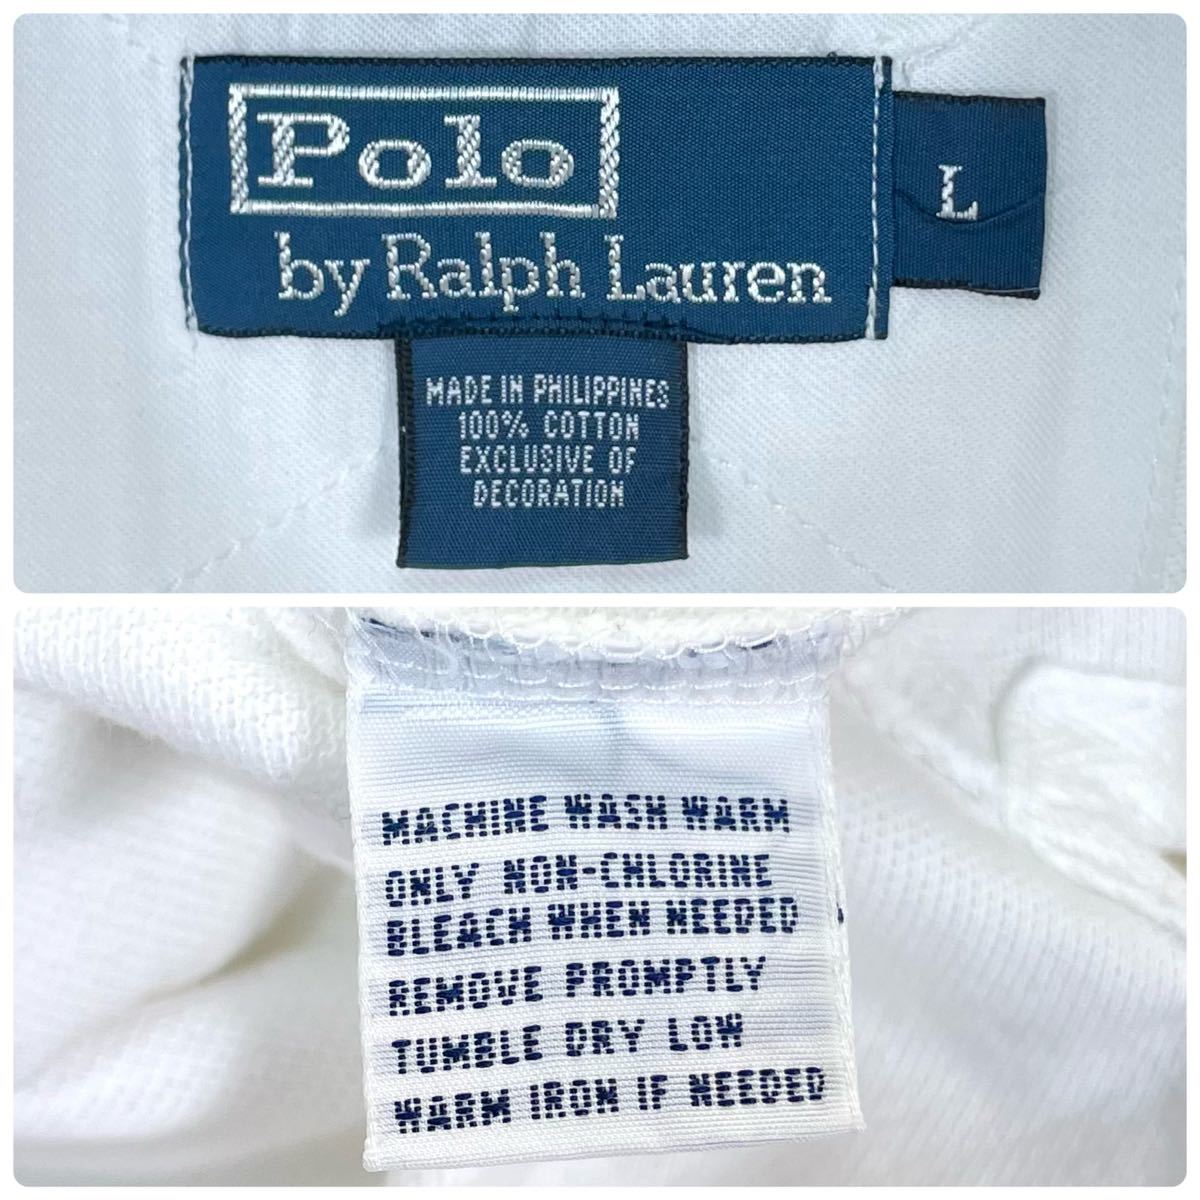 Polo
by Ralph Lauren
L
MADE IN PHILIPPINES
100% COTTON
EXCLUSIVE OF
DECORATION
MACHINE WASH WARM
ONLY NON-CHLORINE
BLEACH WHEN NEEDED
REMOVE PROMPTLY
TUMBLE DRY LOW
WARM IRON IF NEEDED